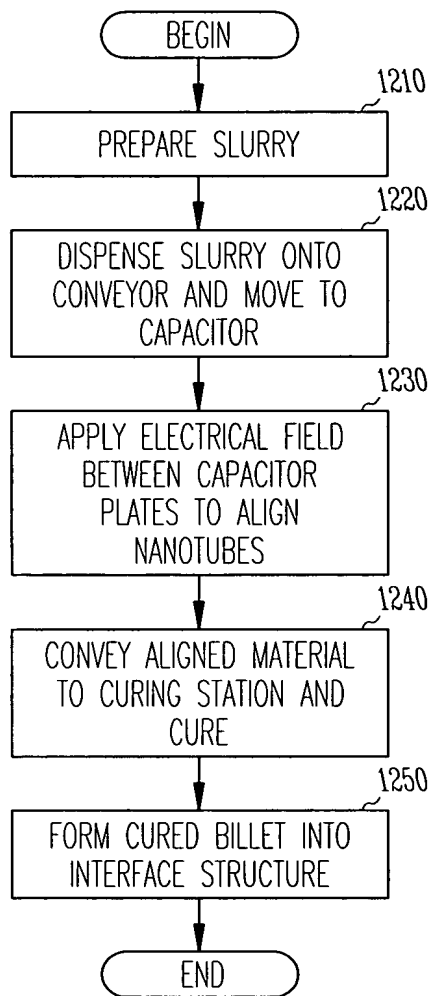 BEGIN
1210
PREPARE SLURRY
1220
DISPENSE SLURRY ONTO
CONVEYOR AND MOVE TO
CAPACITOR
1230
APPLY ELECTRICAL FIELD
BETWEEN CAPACITOR
PLATES TO ALIGN
NANOTUBES
1240
CONVEY ALIGNED MATERIAL
TO CURING STATION AND
CURE
1250
FORM CURED BILLET INTO
INTERFACE STRUCTURE
END